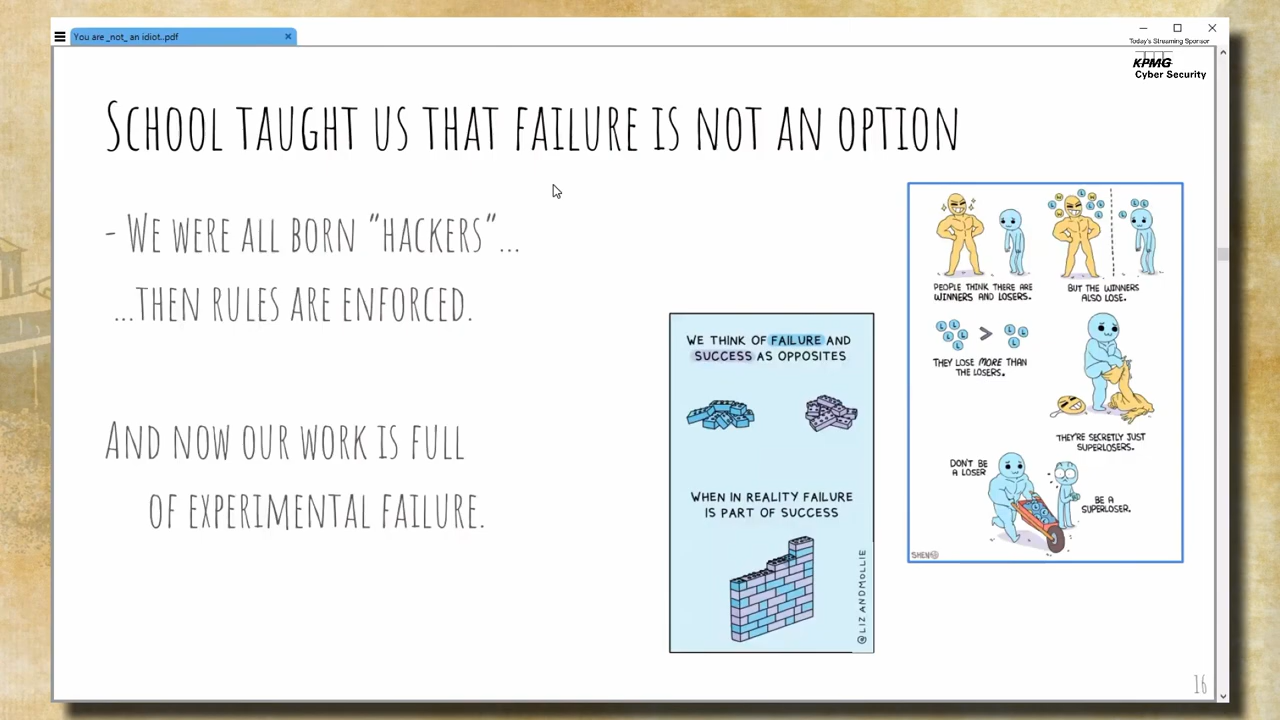 You are _not_ an idiot..pdf
Today's Streaming Sponsor
KPMG
Cyber Security
SCHOOL TAUGHT US THAT FAILURE IS NOT AN OPTION
- WE WERE ALL BORN “HACKERS”...
...THEN RULES ARE ENFORCED.
AND NOW OUR WORK IS FULL
OF EXPERIMENTAL FAILURE.
WE THINK OF FAILURE AND
SUCCESS AS OPPOSITES
WHEN IN REALITY FAILURE
IS PART OF SUCCESS
@LIZANDMOLLIE
PEOPLE THINK THERE ARE
WINNERS AND LOSERS.
BUT THE WINNERS
ALSO LOSE.
THEY LOSE MORE THAN
THE LOSERS.
THEY'RE SECRETLY JUST
SUPERLOSERS.
DON'T BE
A LOSER
BE A
SUPERLOSER.
SHEN
16